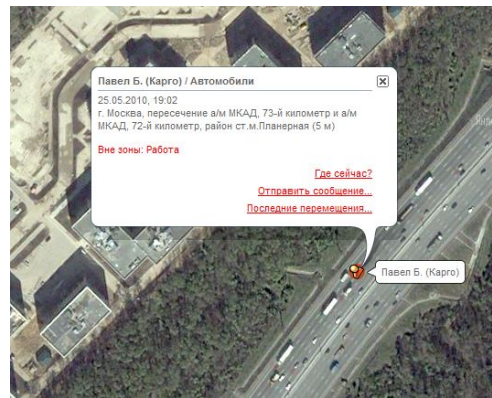 Павел Б. (Карго) / Автомобили
25.05.2010, 19:02
г. Москва, пересечение а/м МКАД, 73-й километр и а/м
МКАД, 72-й километр, район ст.м.Планерная (5 м)
Вне зоны: Работа
Где сейчас?
Отправить сообщение...
Последние перемещения...
Павел Б. (Карго)